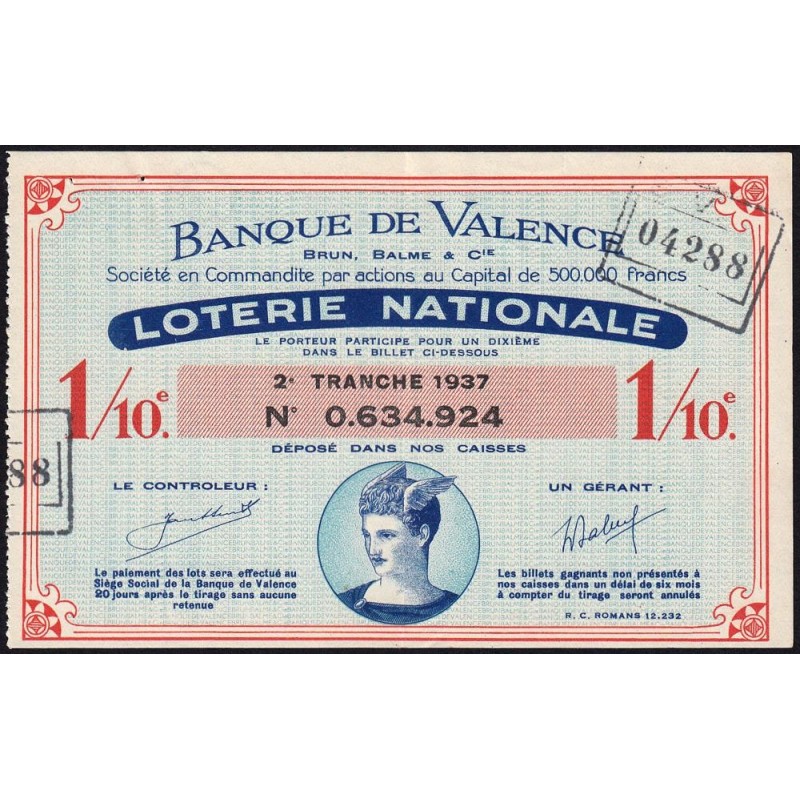 BANQUE DE VALENCE
BRUN, BALME & CIE
Société en Commandite par actions au Capital de 500.000 Francs
04288
LOTERIE NATIONALE
LE PORTEUR PARTICIPE POUR UN DIXIÈME
DANS LE BILLET CI-DESSOUS
1/10e.
2e TRANCHE 1937
N° 0.634.924
1/10e.
DÉPOSÉ DANS NOS CAISSES
88
LE CONTROLEUR :
UN GÉRANT :
Le paiement des lots sera effectué au
Siège Social de la Banque de Valence
20 jours après le tirage sans aucune
retenue
Les billets gagnants non présentés à
nos caisses dans un délai de six mois
à compter du tirage seront annulés
R. C. ROMANS 12.232